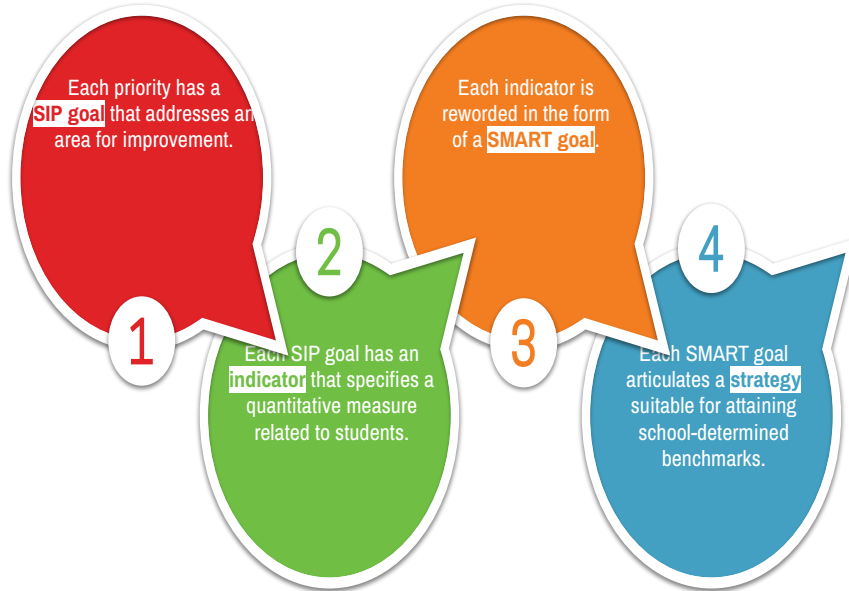 Each priority has a
SIP goal that addresses an
area for improvement.
1
2
Each SIP goal has an
indicator that specifies a
quantitative measure
related to students.
Each indicator is
reworded in the form
of a SMART goal.
3
4
Each SMART goal
articulates a strategy
suitable for attaining
school-determined
benchmarks.